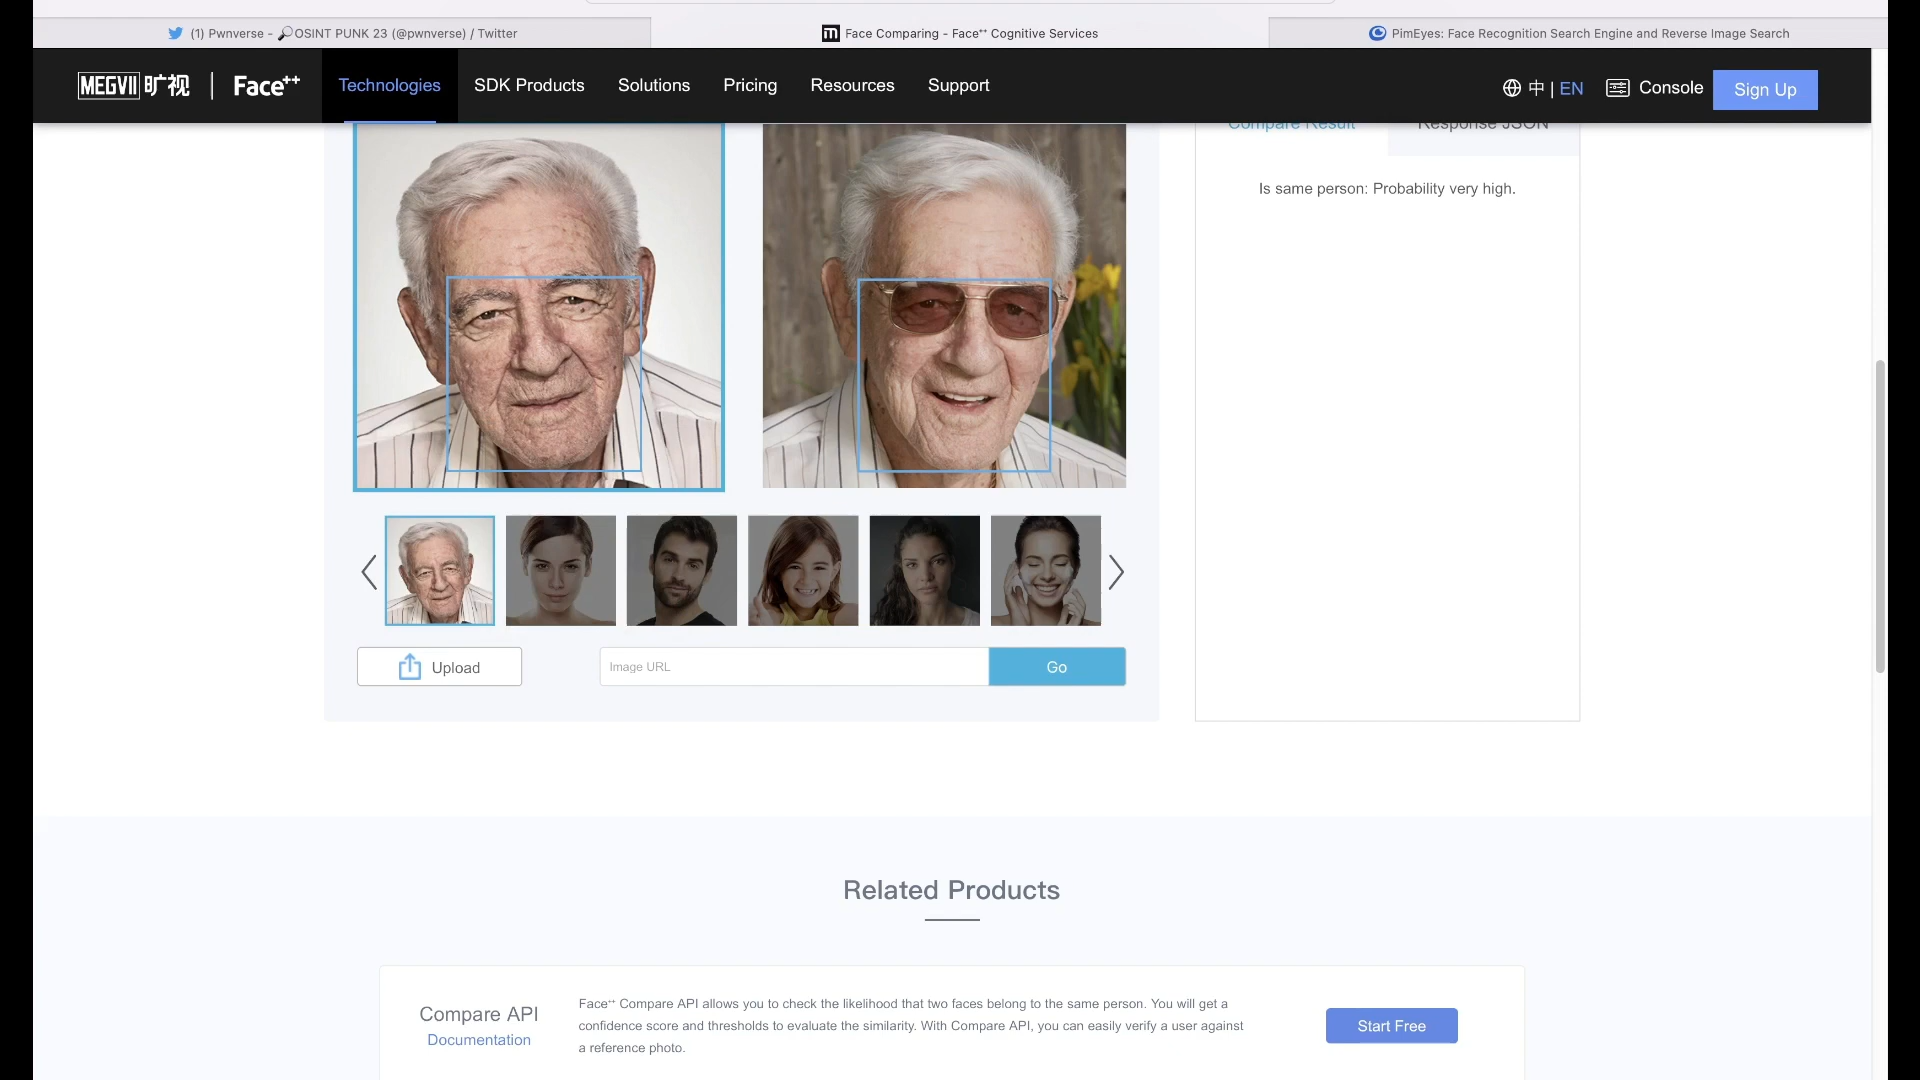 (1) Pwnverse - 🔎OSINT PUNK 23 (@pwnverse) / Twitter
Face Comparing - Face⁺⁺ Cognitive Services
PimEyes: Face Recognition Search Engine and Reverse Image Search
MEGVII 旷视 | Face⁺⁺
Technologies
SDK Products
Solutions
Pricing
Resources
Support
中 | EN
Console
Sign Up
Compare Result
Response JSON
Is same person: Probability very high.
Upload
Image URL
Go
Related Products
Compare API
Documentation
Face⁺⁺ Compare API allows you to check the likelihood that two faces belong to the same person. You will get a
confidence score and thresholds to evaluate the similarity. With Compare API, you can easily verify a user against
a reference photo.
Start Free